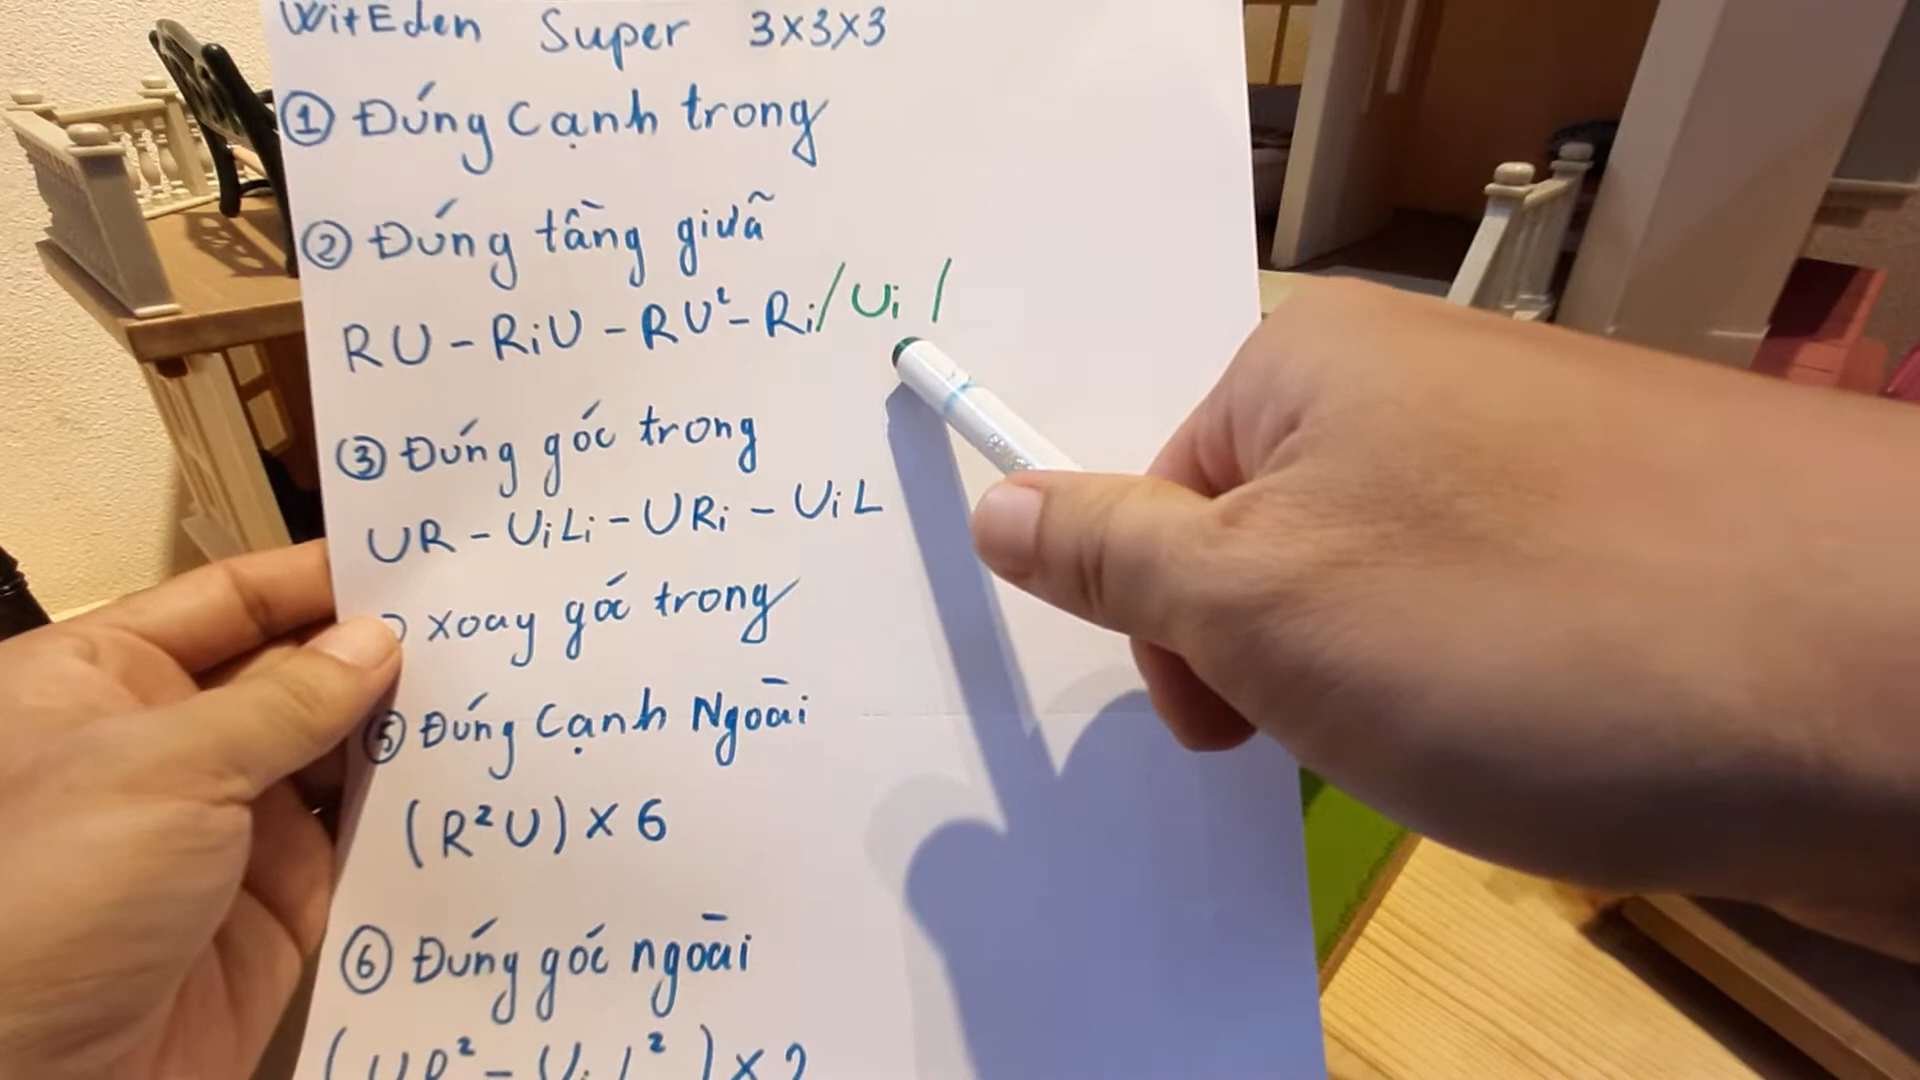 WitEden Super 3x3x3
① Đúng cạnh trong
② Đúng tầng giữa
RU - RiU - RU² - Ri / Ui /
③ Đúng góc trong
UR - UiLi - URi - UiL
xoay góc trong
⑤ Đúng cạnh Ngoài
(R²U) x 6
⑥ Đúng góc ngoài